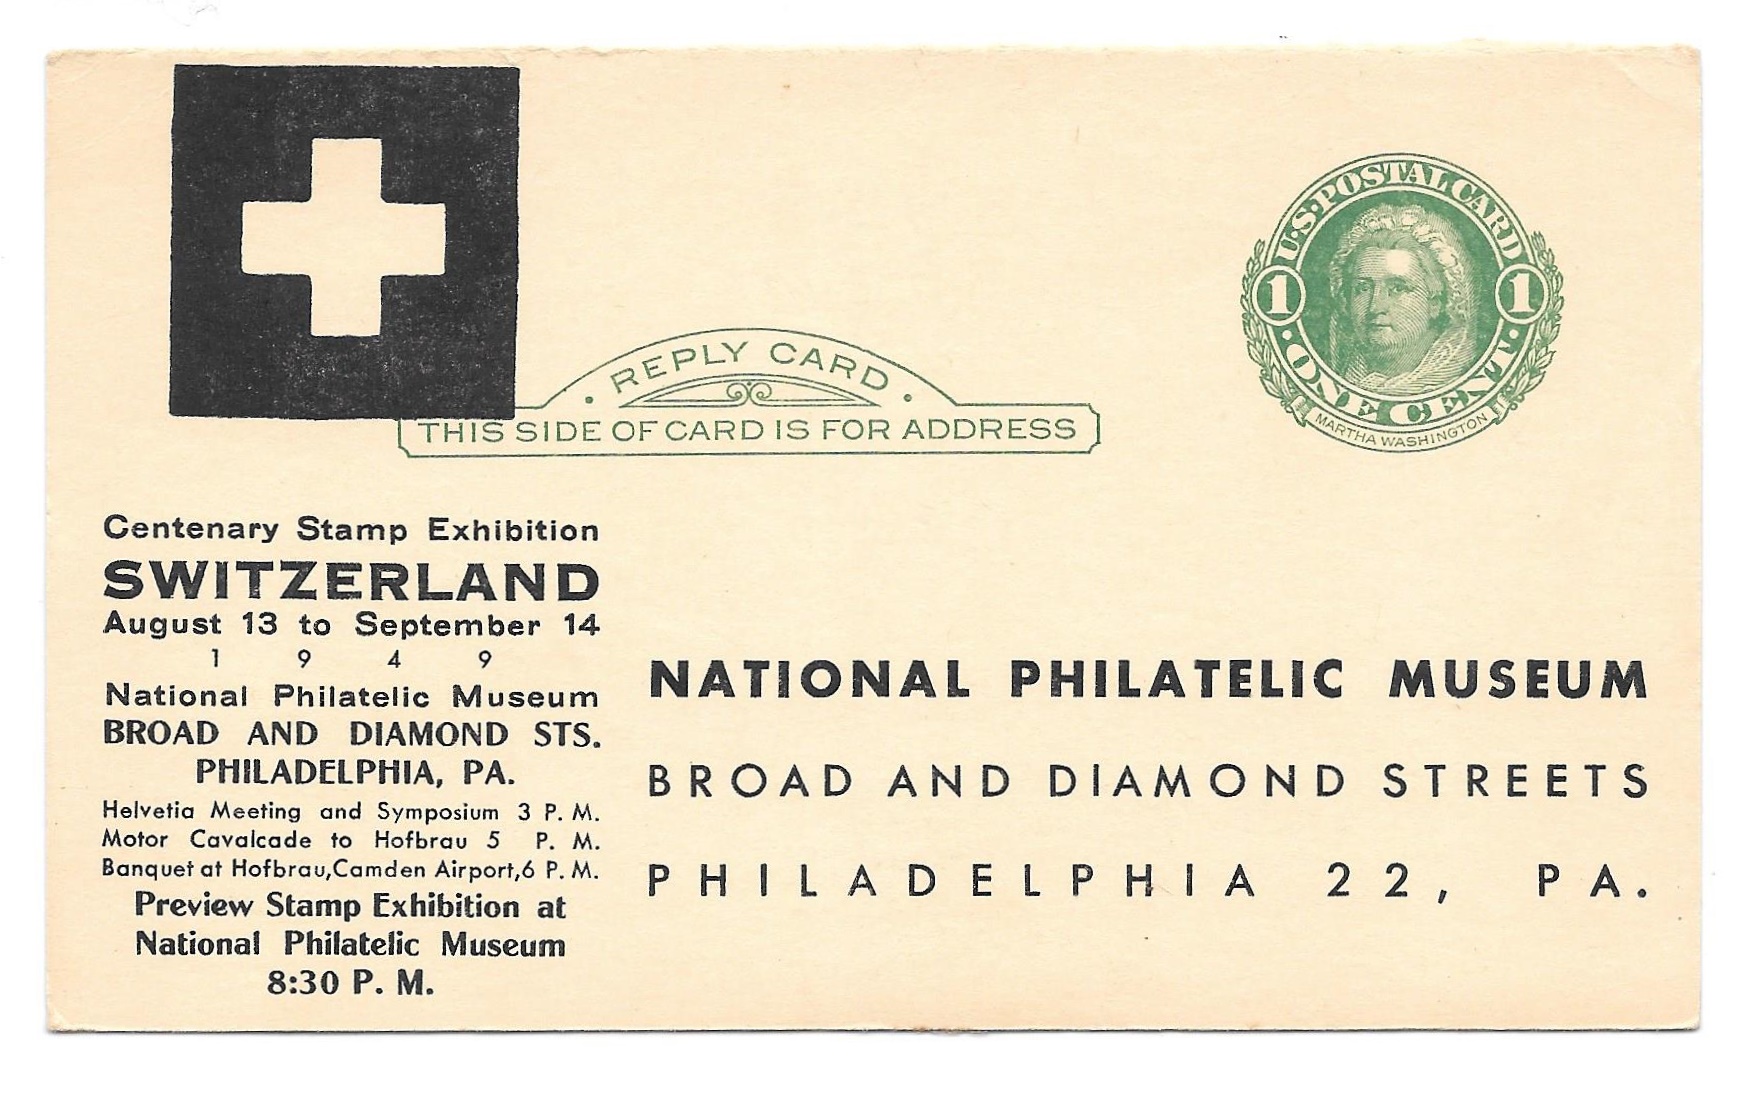 U.S. POSTAL CARD
1 1
ONE CENT
MARTHA WASHINGTON
REPLY CARD
THIS SIDE OF CARD IS FOR ADDRESS
Centenary Stamp Exhibition
SWITZERLAND
August 13 to September 14
1 9 4 9
National Philatelic Museum
BROAD AND DIAMOND STS.
PHILADELPHIA, PA.
Helvetia Meeting and Symposium 3 P. M.
Motor Cavalcade to Hofbrau 5 P. M.
Banquet at Hofbrau, Camden Airport, 6 P. M.
Preview Stamp Exhibition at
National Philatelic Museum
8:30 P. M.
NATIONAL PHILATELIC MUSEUM
BROAD AND DIAMOND STREETS
PHILADELPHIA 22, PA.